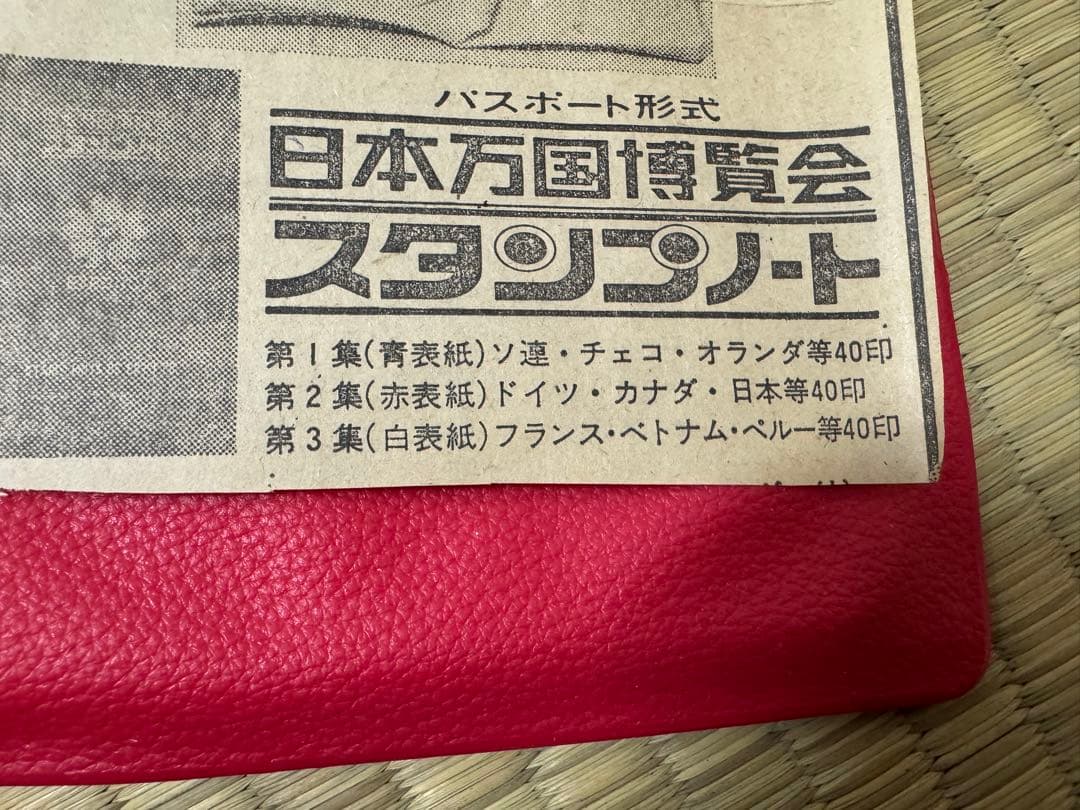 パスポート形式
日本万国博覧会
スタンプノート
第1集(青表紙)ソ連・チェコ・オランダ等40印
第2集(赤表紙)ドイツ・カナダ・日本等40印
第3集(白表紙)フランス・ベトナム・ペルー等40印